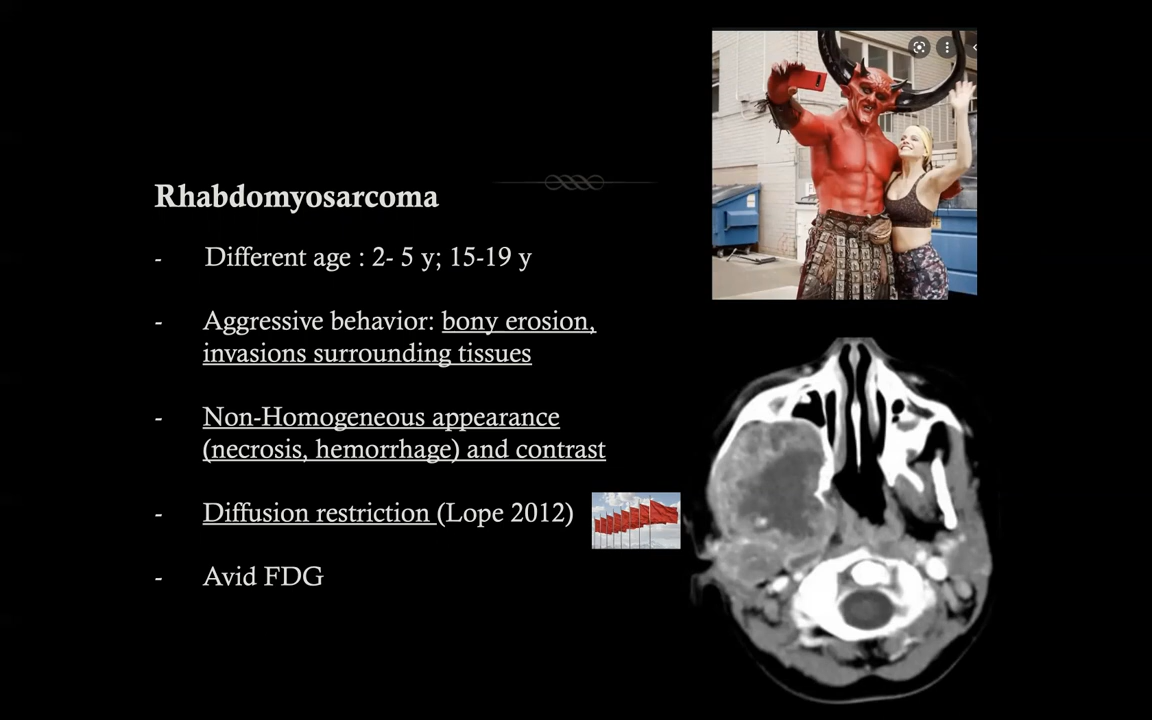 Rhabdomyosarcoma
- Different age : 2- 5 y; 15-19 y
- Aggressive behavior: bony erosion,
invasions surrounding tissues
- Non-Homogeneous appearance
(necrosis, hemorrhage) and contrast
- Diffusion restriction (Lope 2012)
- Avid FDG